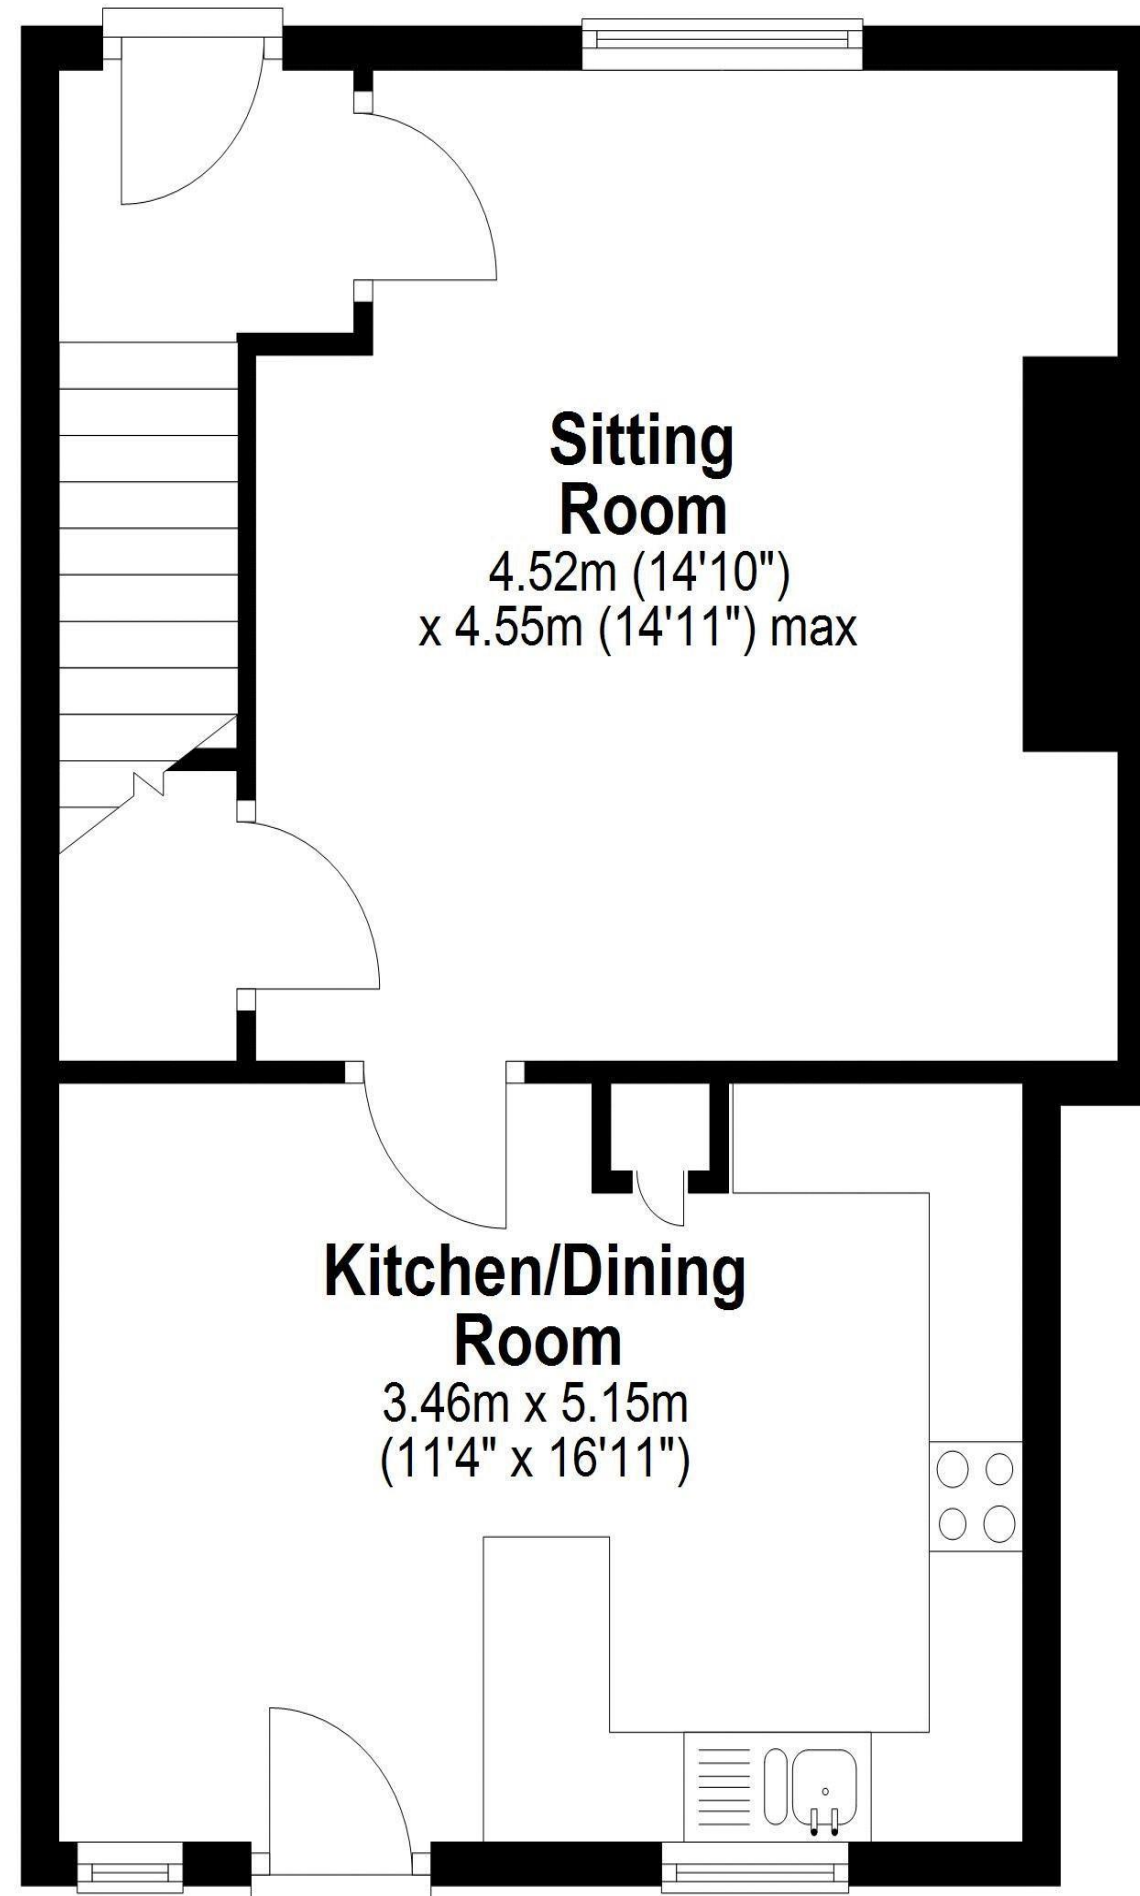 Sitting
Room
4.52m (14'10")
x 4.55m (14'11") max
Kitchen/Dining
Room
3.46m x 5.15m
(11'4" x 16'11")